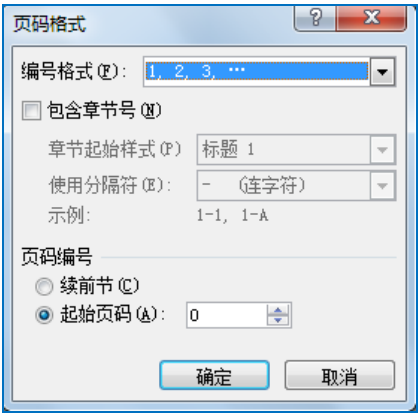 页码格式
?
编号格式(F): 1, 2, 3, …
包含章节号(N)
章节起始样式(P) 标题 1
使用分隔符(E): - (连字符)
示例: 1-1, 1-A
页码编号
续前节(C)
起始页码(A): 0
确定 取消